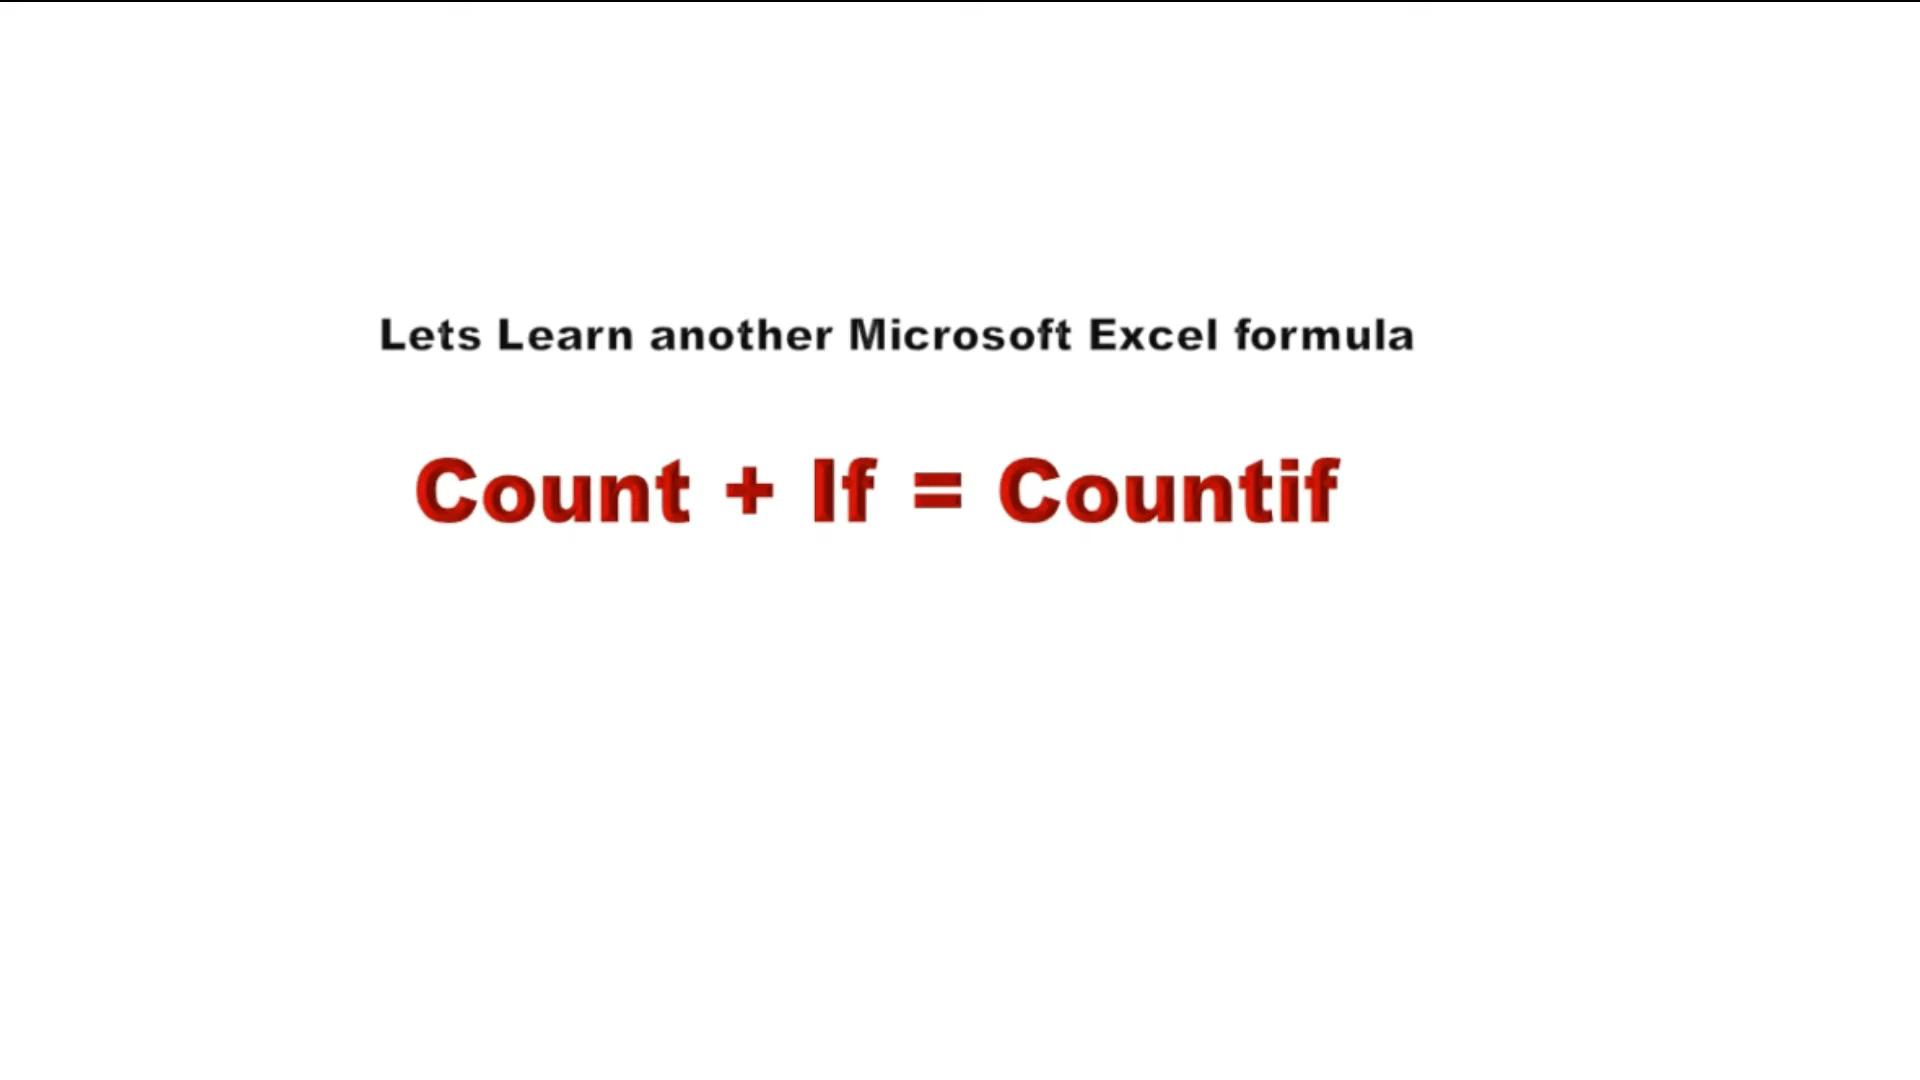 Lets Learn another Microsoft Excel formula
Count + If = Countif